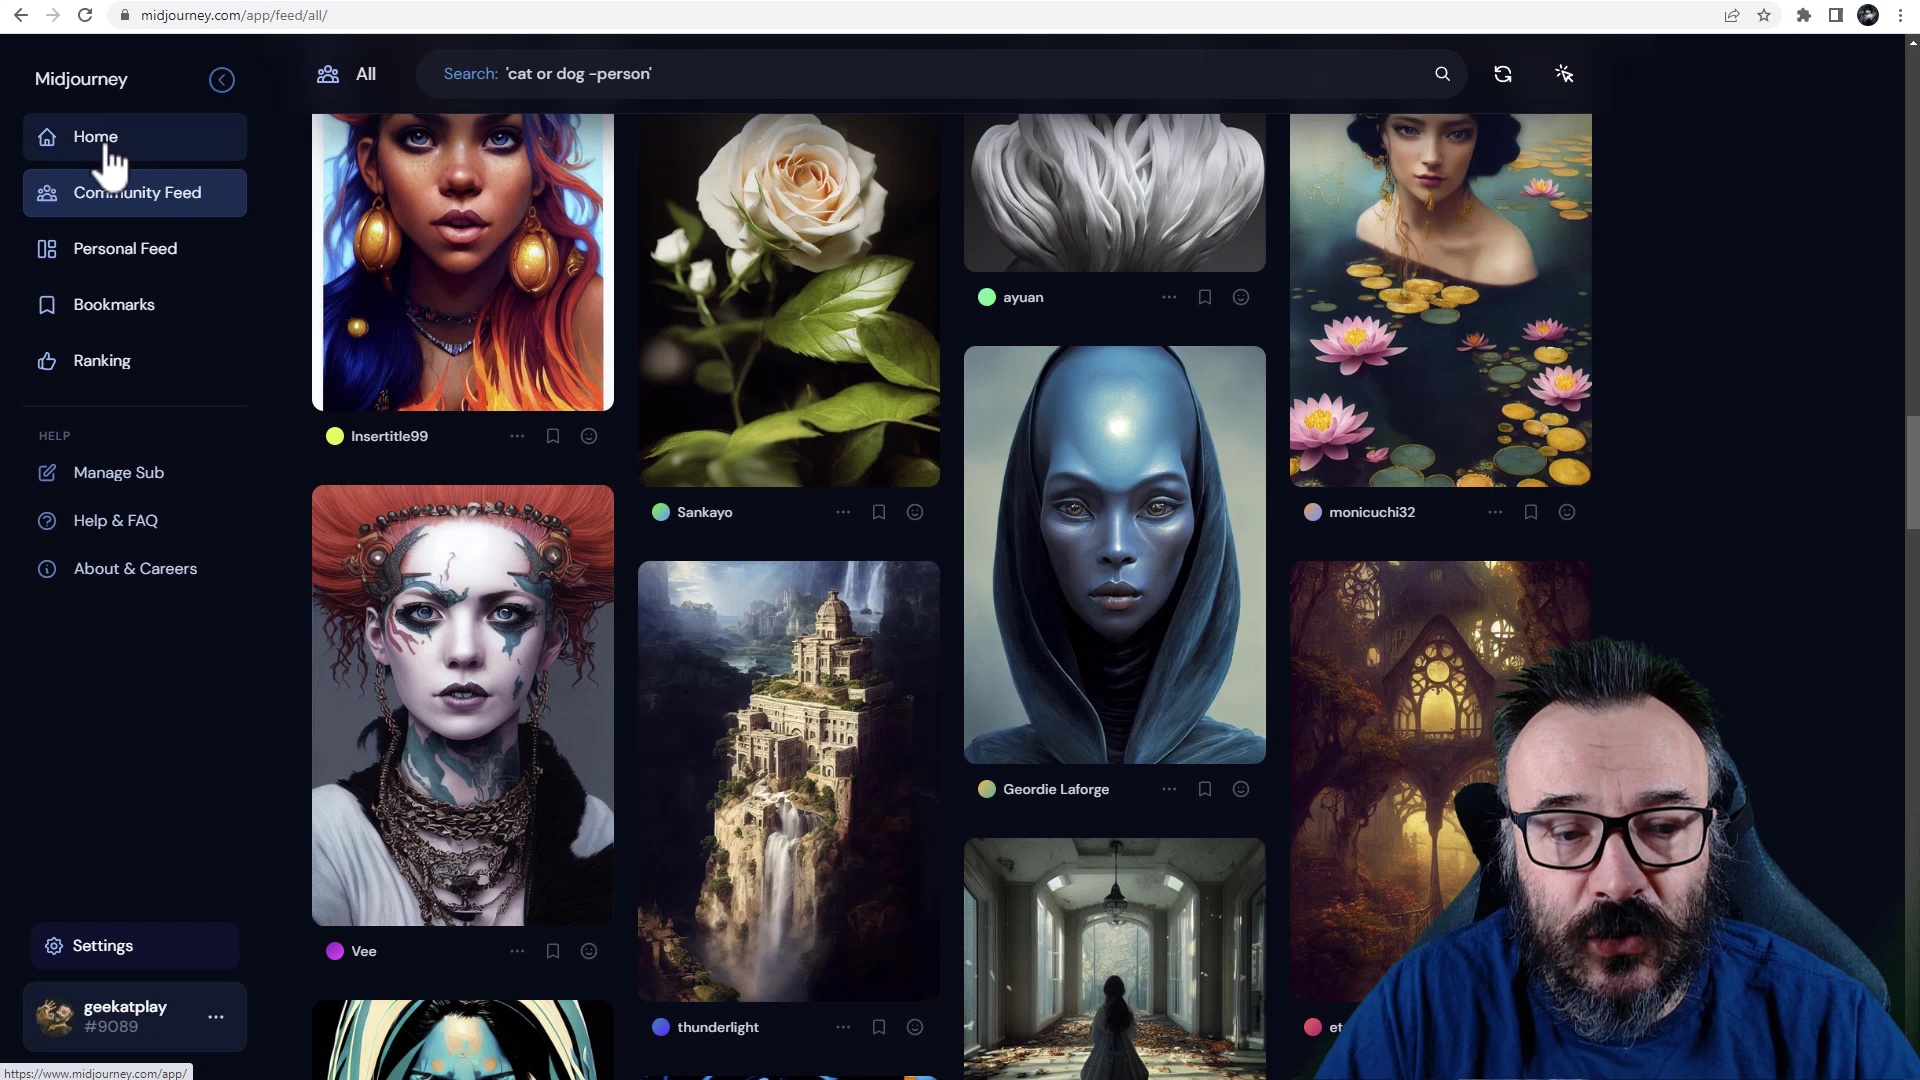 midjourney.com/app/feed/all/
Midjourney
All
Search: 'cat or dog -person'
Home
Community Feed
Personal Feed
Bookmarks
Ranking
HELP
Manage Sub
Help & FAQ
About & Careers
Settings
geekatplay
#9089
Insertitle99
Vee
Sankayo
thunderlight
ayuan
Geordie Laforge
monicuchi32
et
https://www.midjourney.com/app/